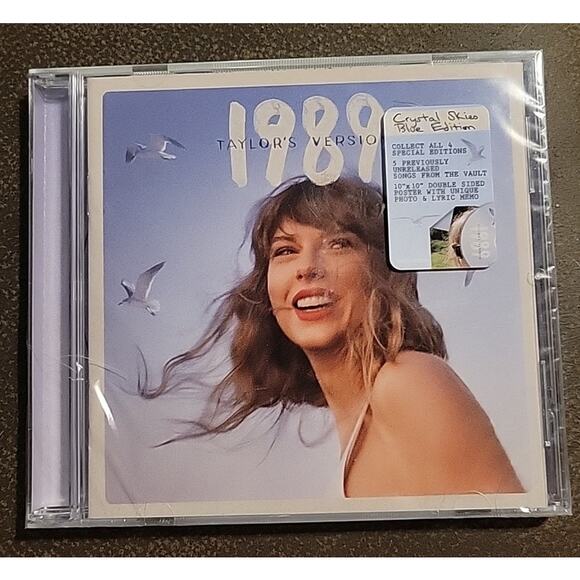 1989
TAYLOR'S VERSIO
Crystal Skies
Blue Edition
COLLECT ALL 4
SPECIAL EDITIONS
5 PREVIOUSLY
UNRELEASED
SONGS FROM THE VAULT
10"x10" DOUBLE SIDED
POSTER WITH UNIQUE
PHOTO & LYRIC MEMO